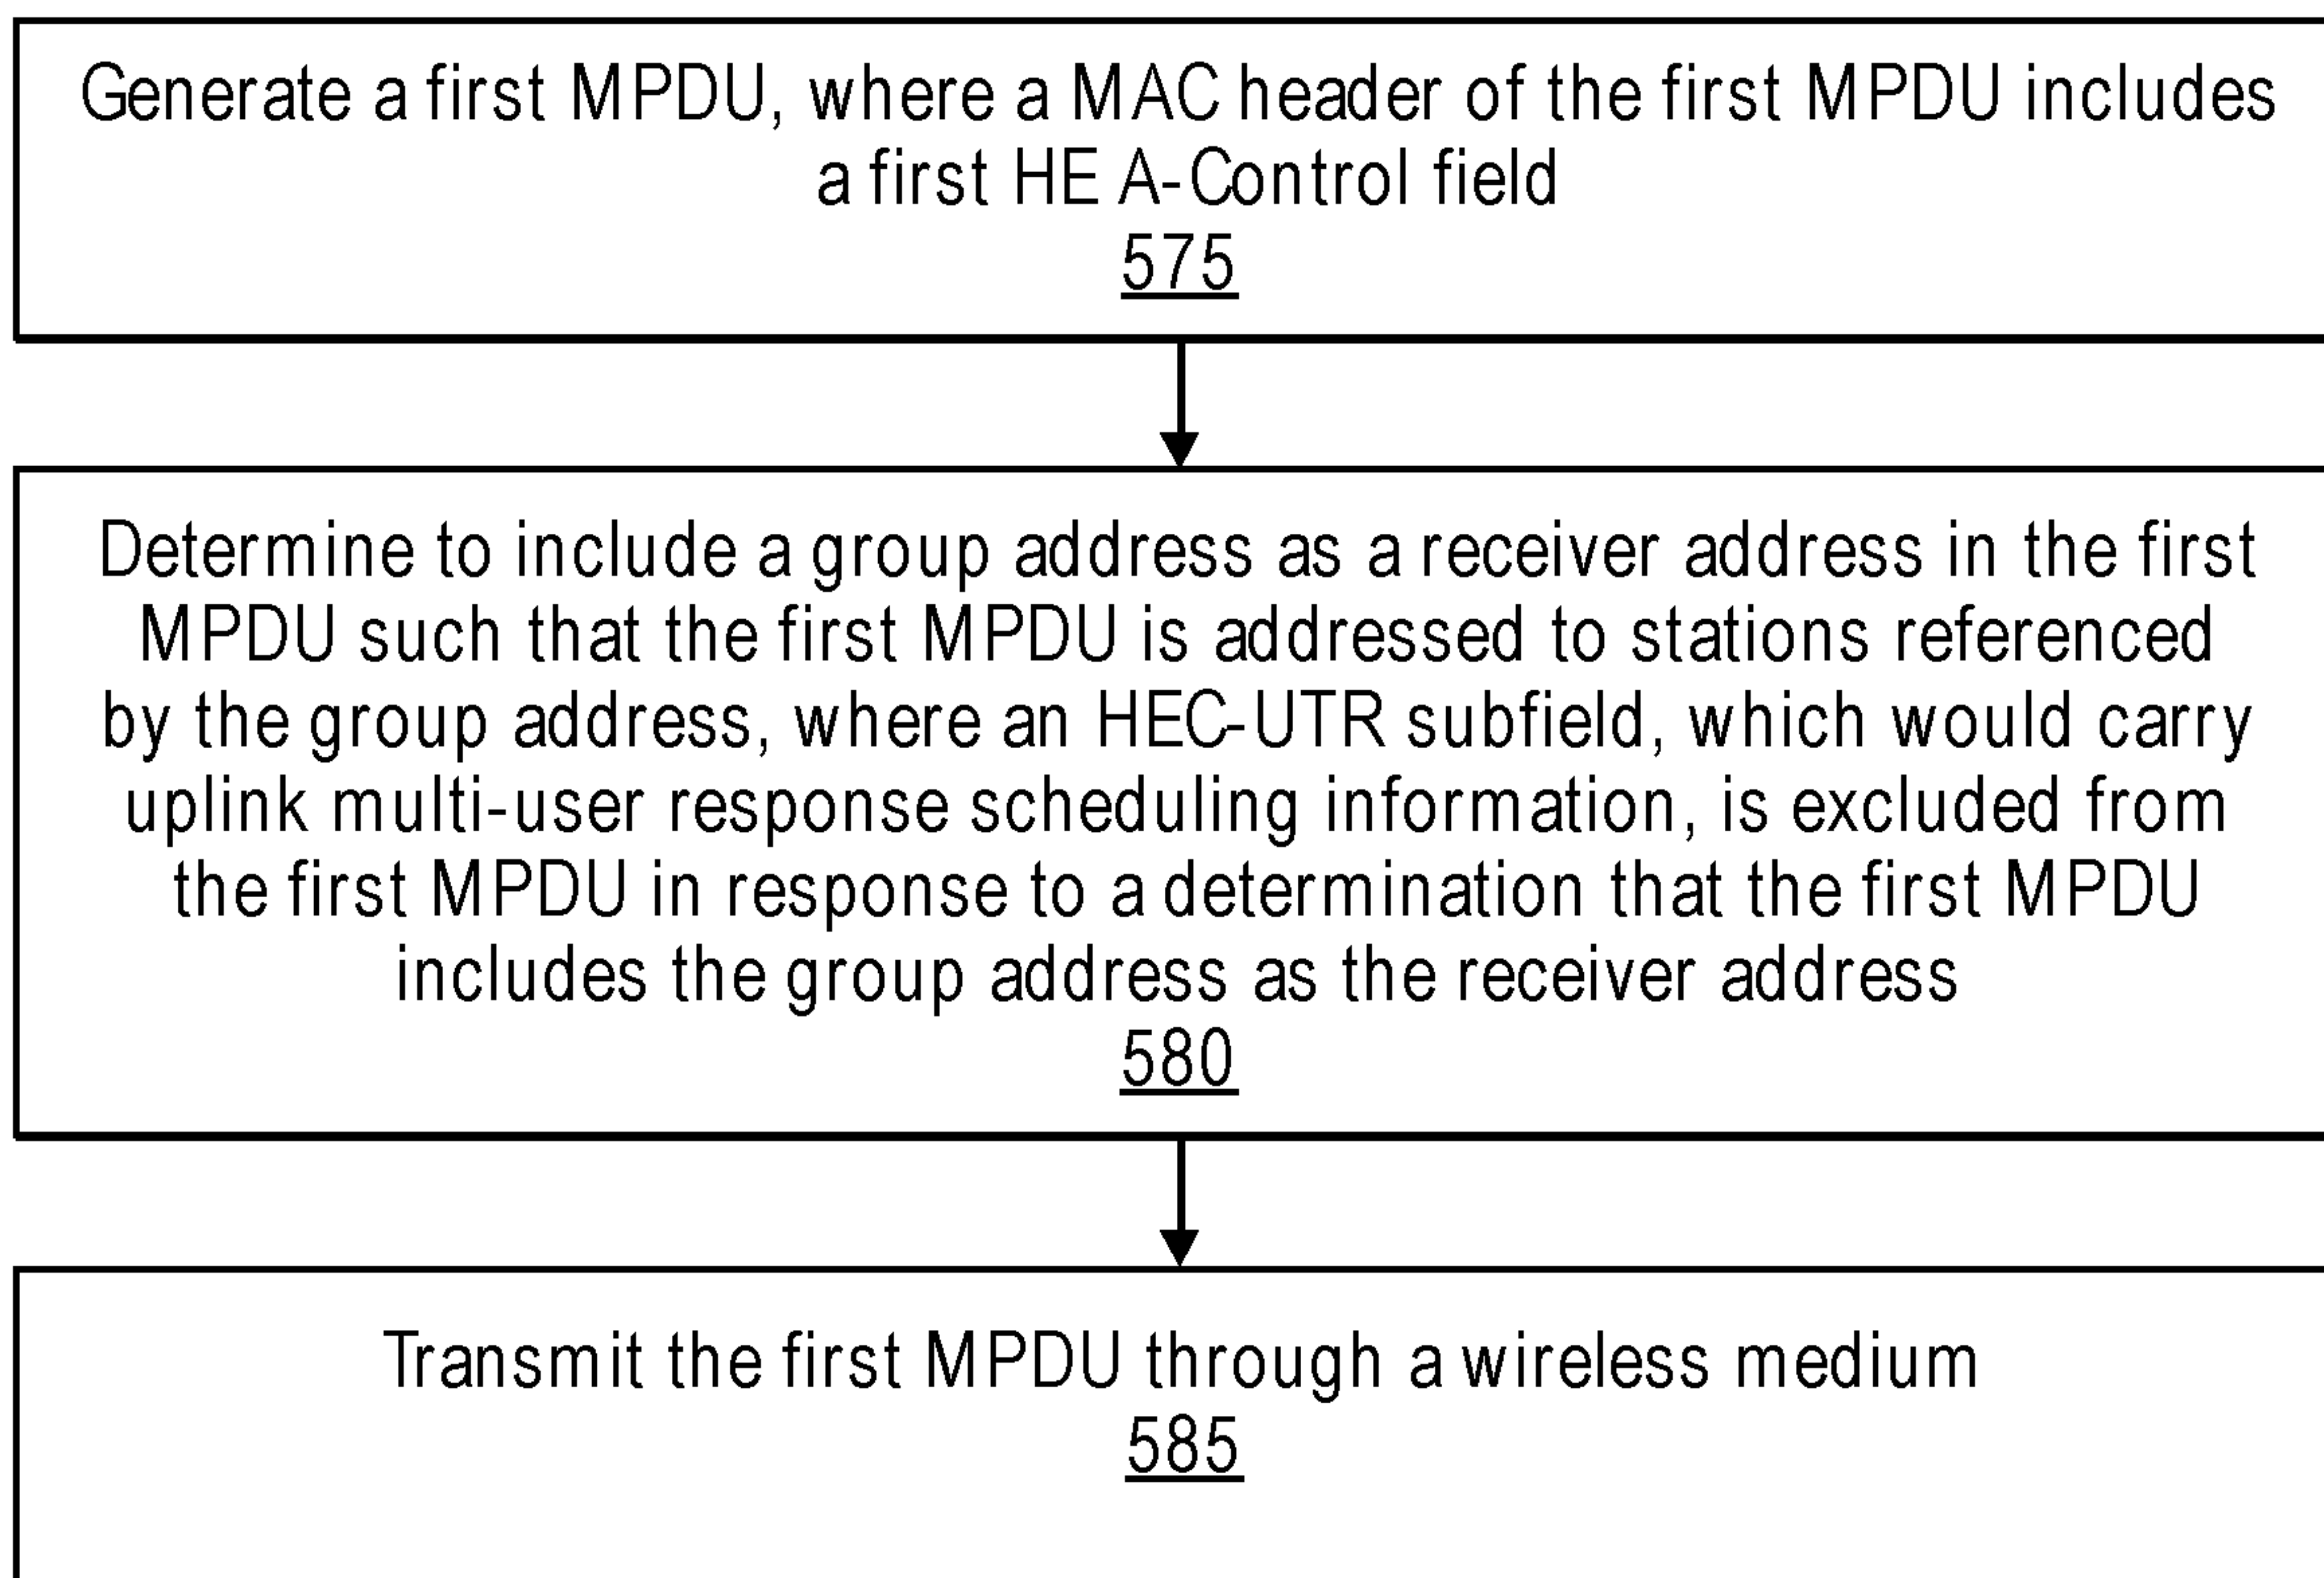 Generate a first MPDU, where a MAC header of the first MPDU includes
a first HE A-Control field
575
Determine to include a group address as a receiver address in the first
MPDU such that the first MPDU is addressed to stations referenced
by the group address, where an HEC-UTR subfield, which would carry
uplink multi-user response scheduling information, is excluded from
the first MPDU in response to a determination that the first MPDU
includes the group address as the receiver address
580
Transmit the first MPDU through a wireless medium
585